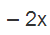 – 2x